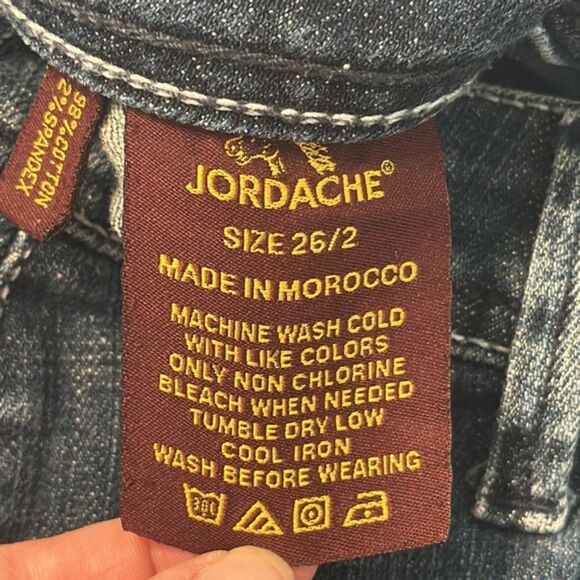 98% COTTON
2% SPANDEX
JORDACHE®
SIZE 26/2
MADE IN MOROCCO
MACHINE WASH COLD
WITH LIKE COLORS
ONLY NON CHLORINE
BLEACH WHEN NEEDED
TUMBLE DRY LOW
COOL IRON
WASH BEFORE WEARING
30C